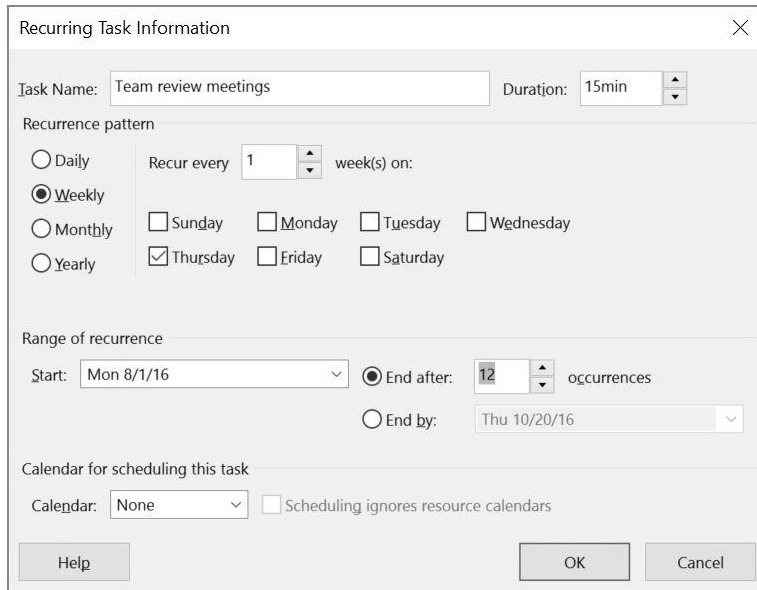 Recurring Task Information
Task Name: Team review meetings Duration: 15min
Recurrence pattern
Daily Recur every 1 week(s) on:
Weekly
Monthly Sunday Monday Tuesday Wednesday
Yearly Thursday Friday Saturday
Range of recurrence
Start: Mon 8/1/16 End after: 12 occurrences
End by: Thu 10/20/16
Calendar for scheduling this task
Calendar: None Scheduling ignores resource calendars
Help OK Cancel